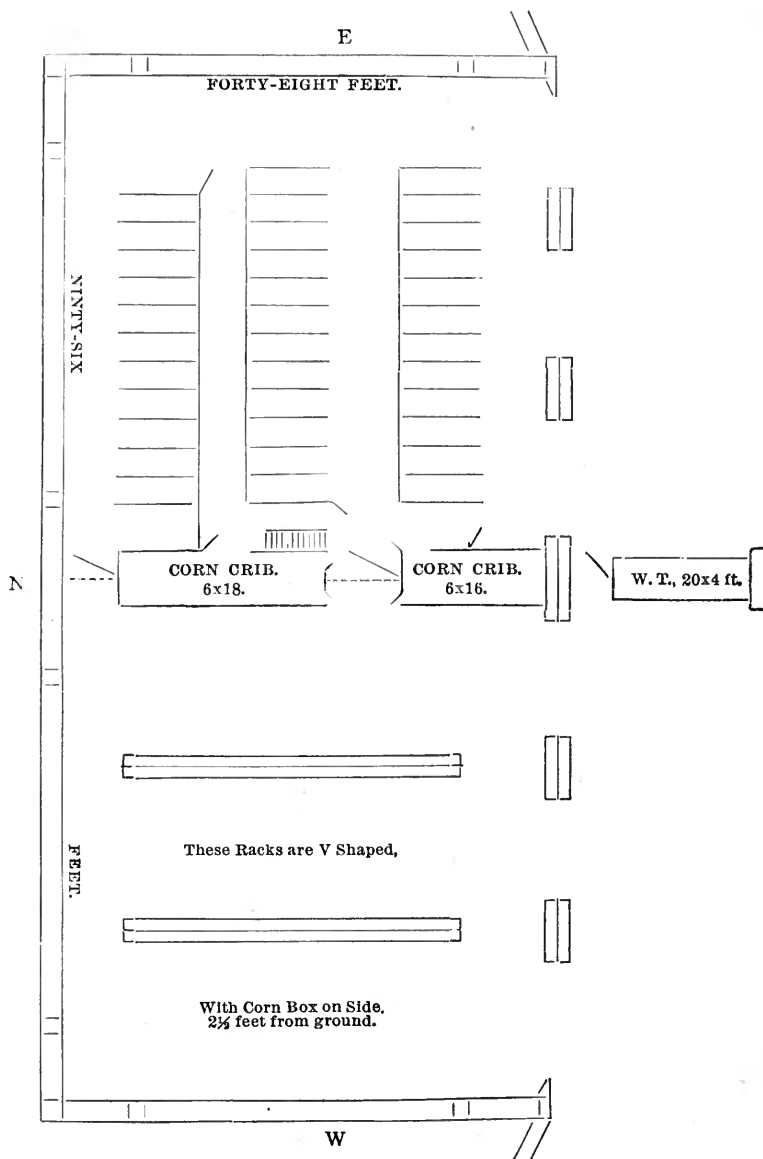 E
FORTY-EIGHT FEET.
NINTY-SIX
CORN CRIB.
6x18.
CORN CRIB.
6x16.
W. T., 20x4 ft.
N
These Racks are V Shaped,
FEET.
With Corn Box on Side.
2½ feet from ground.
W